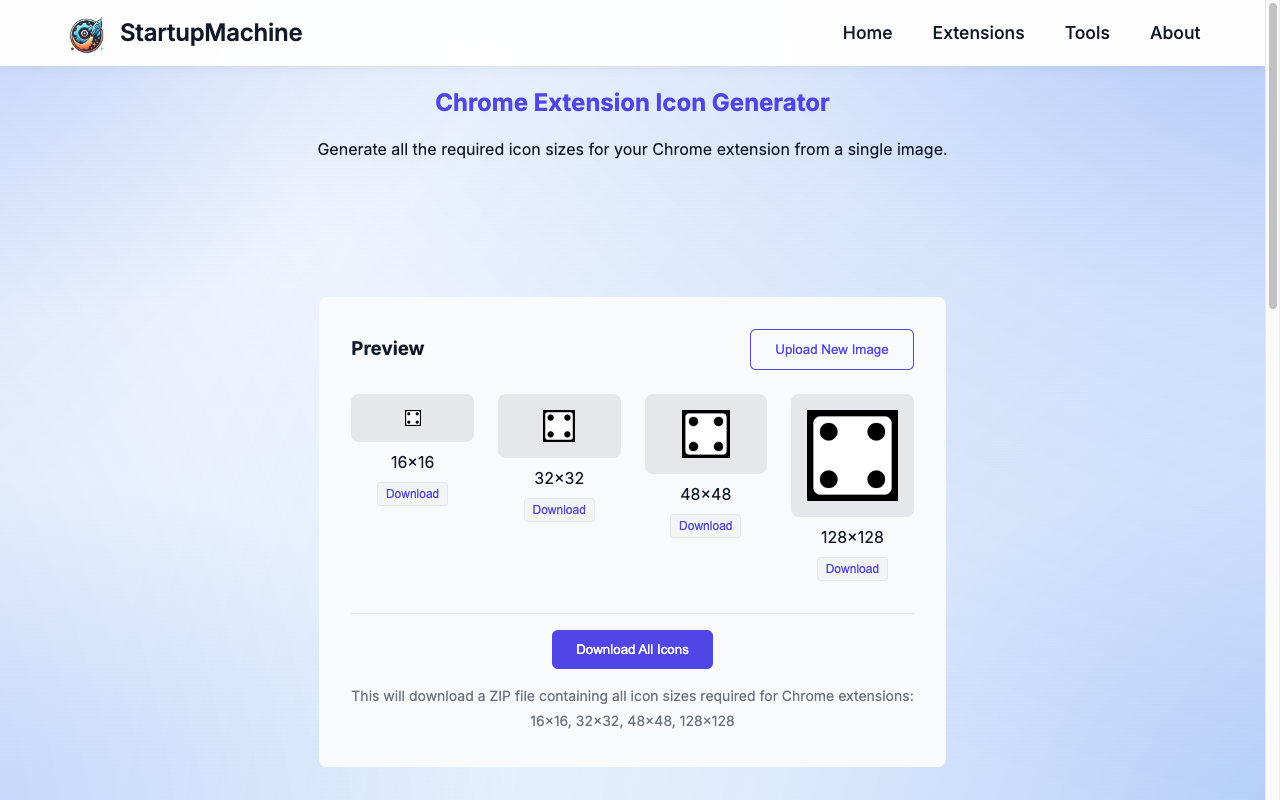 StartupMachine
Home Extensions Tools About
Chrome Extension Icon Generator
Generate all the required icon sizes for your Chrome extension from a single image.
Preview
Upload New Image
16×16
Download
32×32
Download
48×48
Download
128×128
Download
Download All Icons
This will download a ZIP file containing all icon sizes required for Chrome extensions:
16×16, 32×32, 48×48, 128×128